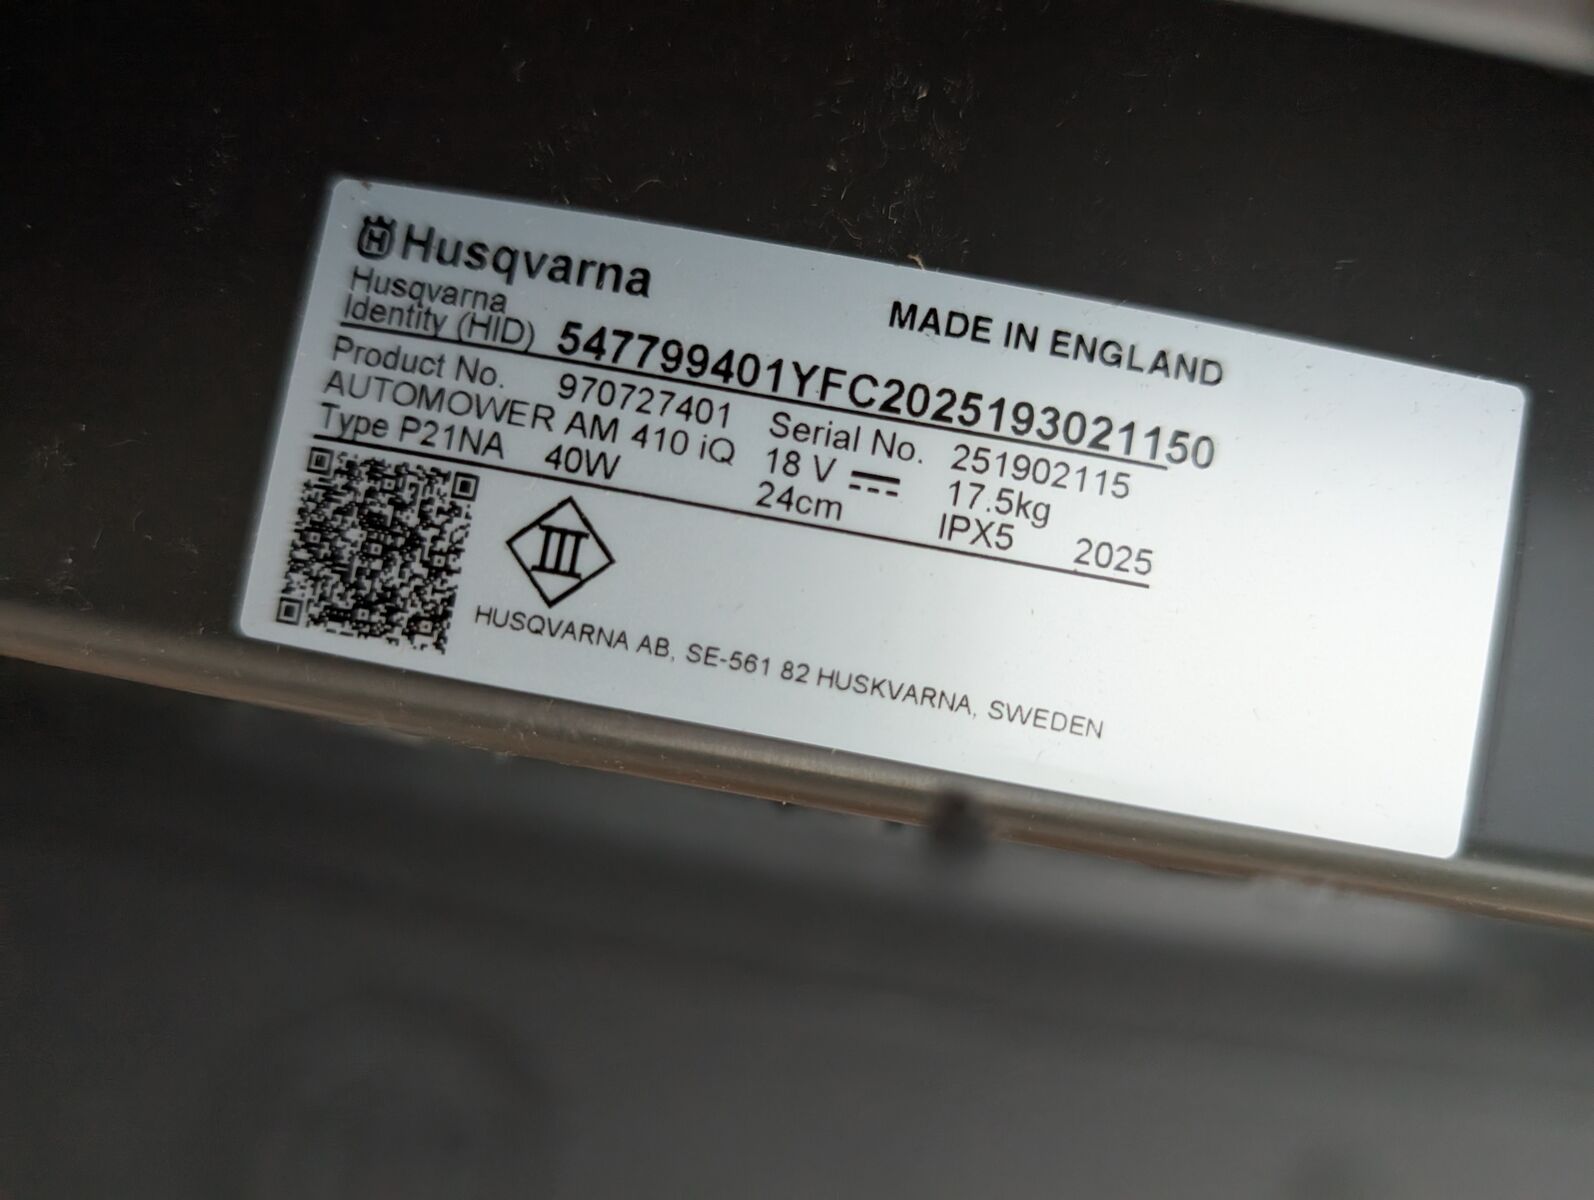 Husqvarna
MADE IN ENGLAND
Husqvarna
Identity (HID) 547799401YFC2025193021150
Product No. 970727401 Serial No. 251902115
AUTOMOWER AM 410 iQ 18 V 17.5kg
Type P21NA 40W 24cm IPX5 2025
III
HUSQVARNA AB, SE-561 82 HUSKVARNA, SWEDEN